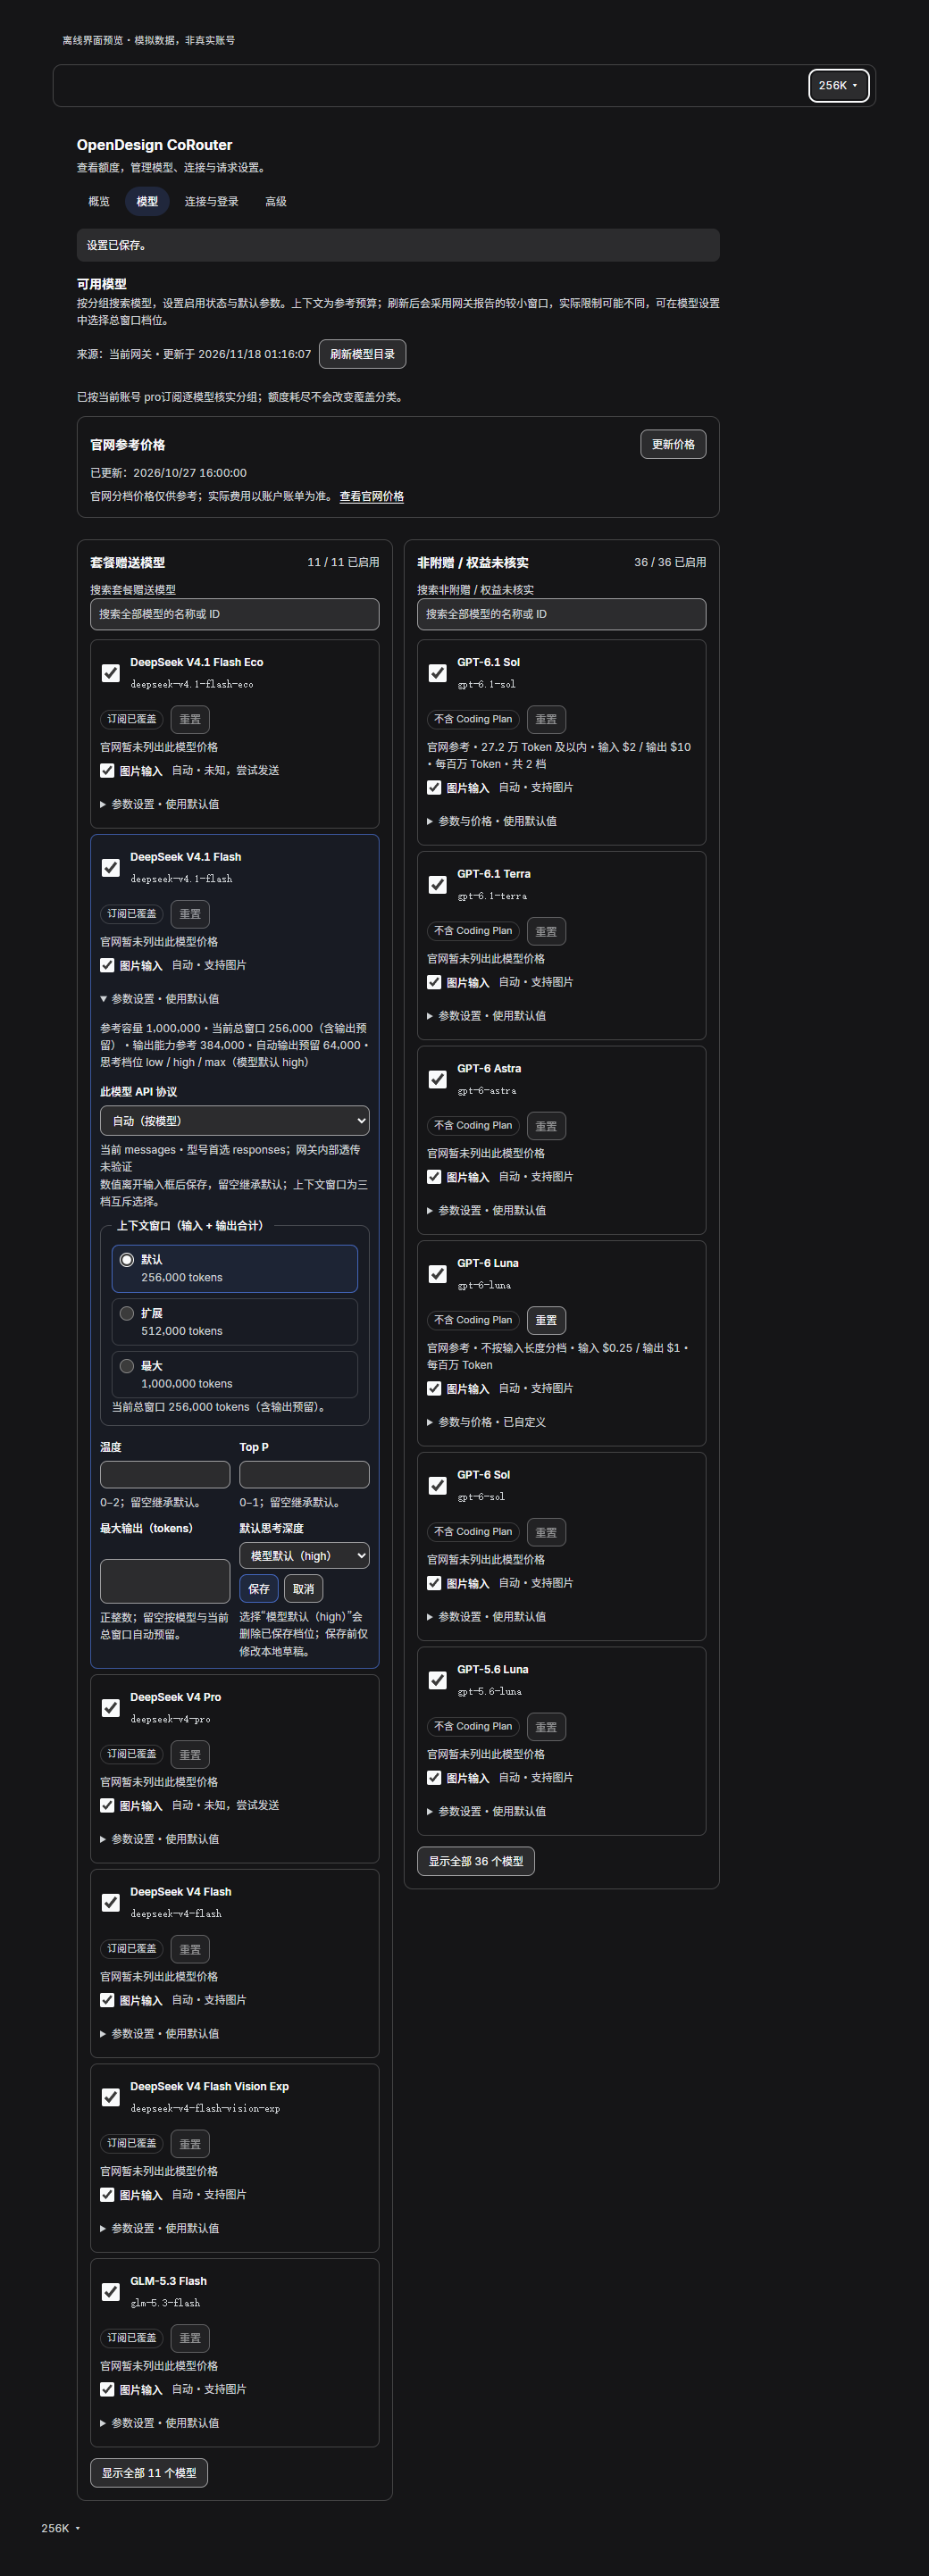 离线界面预览 · 模拟数据，非真实账号
256K
OpenDesign CoRouter
查看额度，管理模型、连接与请求设置。
概览 模型 连接与登录 高级
设置已保存。
可用模型
按分组搜索模型，设置启用状态与默认参数。上下文为参考预算；刷新后会采用网关报告的较小窗口，实际限制可能不同，可在模型设置
中选择总窗口档位。
来源：当前网关 · 更新于 2026/11/18 01:16:07 刷新模型目录
已按当前账号 pro订阅逐模型核实分组；额度耗尽不会改变覆盖分类。
官网参考价格 更新价格
已更新：2026/10/27 16:00:00
官网分档价格仅供参考；实际费用以账户账单为准。 查看官网价格
套餐赠送模型 11 / 11 已启用
搜索套餐赠送模型
搜索全部模型的名称或 ID
DeepSeek V4.1 Flash Eco
deepseek-v4.1-flash-eco
订阅已覆盖 重置
官网暂未列出此模型价格
图片输入 自动 · 未知，尝试发送
参数设置 · 使用默认值
DeepSeek V4.1 Flash
deepseek-v4.1-flash
订阅已覆盖 重置
官网暂未列出此模型价格
图片输入 自动 · 支持图片
参数设置 · 使用默认值
参考容量 1,000,000 · 当前总窗口 256,000（含输出预
留） · 输出能力参考 384,000 · 自动输出预留 64,000 ·
思考档位 low / high / max（模型默认 high）
此模型 API 协议
自动（按模型）
当前 messages · 型号首选 responses；网关内部透传
未验证
数值离开输入框后保存，留空继承默认；上下文窗口为三
档互斥选择。
上下文窗口（输入 + 输出合计）
默认
256,000 tokens
扩展
512,000 tokens
最大
1,000,000 tokens
当前总窗口 256,000 tokens（含输出预留）。
温度
0–2；留空继承默认。
Top P
0–1；留空继承默认。
最大输出（tokens）
正整数；留空按模型与当前
总窗口自动预留。
默认思考深度
模型默认（high）
保存 取消
选择“模型默认（high）”会
删除已保存档位；保存前仅
修改本地草稿。
DeepSeek V4 Pro
deepseek-v4-pro
订阅已覆盖 重置
官网暂未列出此模型价格
图片输入 自动 · 未知，尝试发送
参数设置 · 使用默认值
DeepSeek V4 Flash
deepseek-v4-flash
订阅已覆盖 重置
官网暂未列出此模型价格
图片输入 自动 · 支持图片
参数设置 · 使用默认值
DeepSeek V4 Flash Vision Exp
deepseek-v4-flash-vision-exp
订阅已覆盖 重置
官网暂未列出此模型价格
图片输入 自动 · 支持图片
参数设置 · 使用默认值
GLM-5.3 Flash
glm-5.3-flash
订阅已覆盖 重置
官网暂未列出此模型价格
图片输入 自动 · 支持图片
参数设置 · 使用默认值
显示全部 11 个模型
非附赠 / 权益未核实 36 / 36 已启用
搜索非附赠 / 权益未核实
搜索全部模型的名称或 ID
GPT-6.1 Sol
gpt-6.1-sol
不含 Coding Plan 重置
官网参考 · 27.2 万 Token 及以内 · 输入 $2 / 输出 $10
· 每百万 Token · 共 2 档
图片输入 自动 · 支持图片
参数与价格 · 使用默认值
GPT-6.1 Terra
gpt-6.1-terra
不含 Coding Plan 重置
官网暂未列出此模型价格
图片输入 自动 · 支持图片
参数设置 · 使用默认值
GPT-6 Astra
gpt-6-astra
不含 Coding Plan 重置
官网暂未列出此模型价格
图片输入 自动 · 支持图片
参数设置 · 使用默认值
GPT-6 Luna
gpt-6-luna
不含 Coding Plan 重置
官网参考 · 不按输入长度分档 · 输入 $0.25 / 输出 $1 ·
每百万 Token
图片输入 自动 · 支持图片
参数与价格 · 已自定义
GPT-6 Sol
gpt-6-sol
不含 Coding Plan 重置
官网暂未列出此模型价格
图片输入 自动 · 支持图片
参数设置 · 使用默认值
GPT-5.6 Luna
gpt-5.6-luna
不含 Coding Plan 重置
官网暂未列出此模型价格
图片输入 自动 · 支持图片
参数设置 · 使用默认值
显示全部 36 个模型
256K